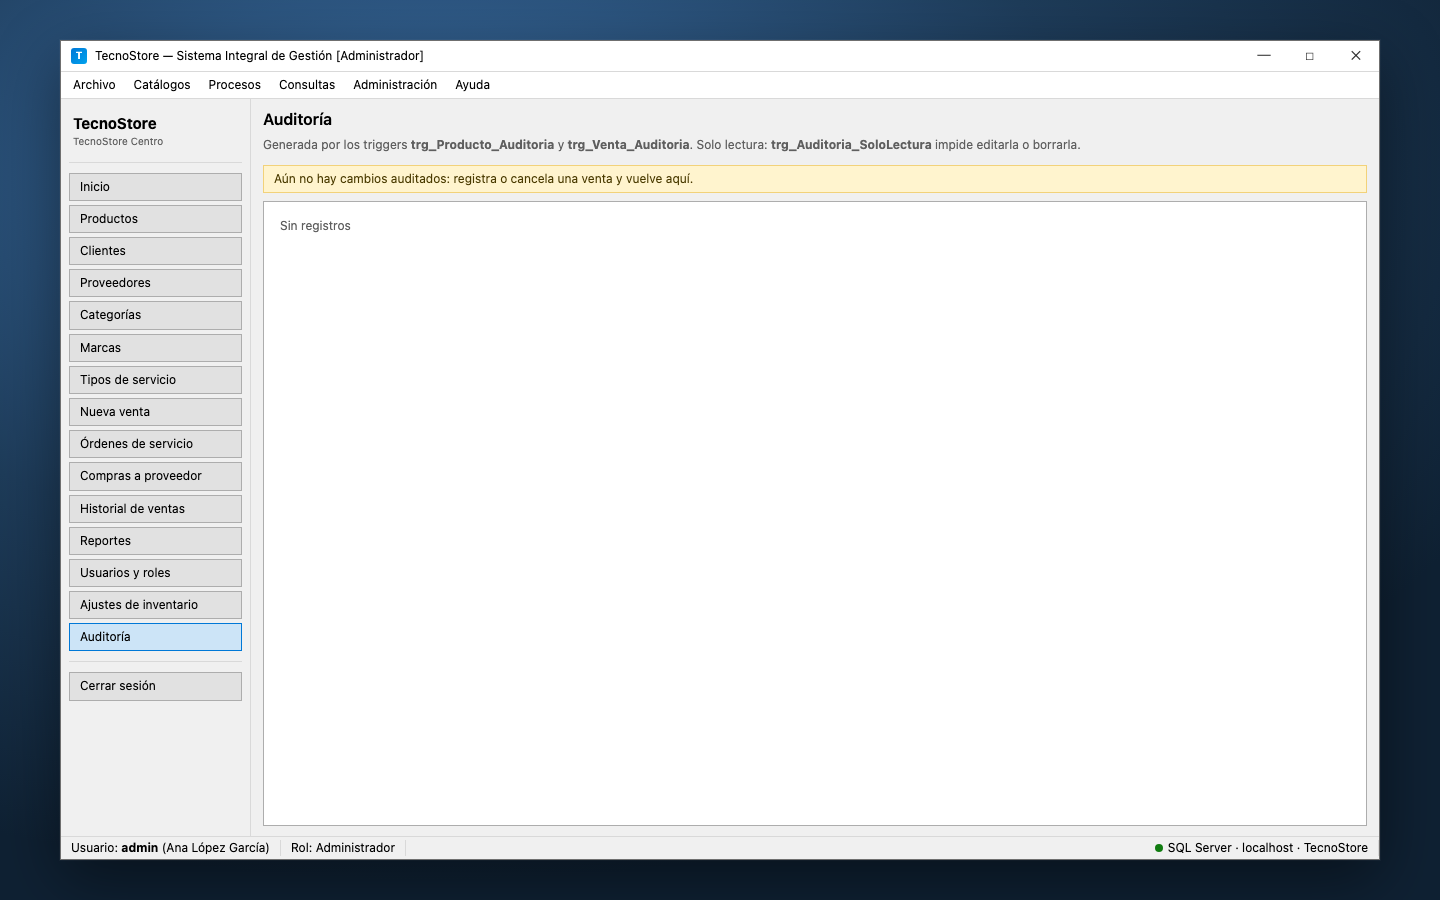 T TecnoStore — Sistema Integral de Gestión [Administrador]
Archivo Catálogos Procesos Consultas Administración Ayuda
TecnoStore
TecnoStore Centro
Inicio
Productos
Clientes
Proveedores
Categorías
Marcas
Tipos de servicio
Nueva venta
Órdenes de servicio
Compras a proveedor
Historial de ventas
Reportes
Usuarios y roles
Ajustes de inventario
Auditoría
Cerrar sesión
Auditoría
Generada por los triggers trg_Producto_Auditoria y trg_Venta_Auditoria. Solo lectura: trg_Auditoria_SoloLectura impide editarla o borrarla.
Aún no hay cambios auditados: registra o cancela una venta y vuelve aquí.
Sin registros
Usuario: admin (Ana López García) Rol: Administrador SQL Server · localhost · TecnoStore